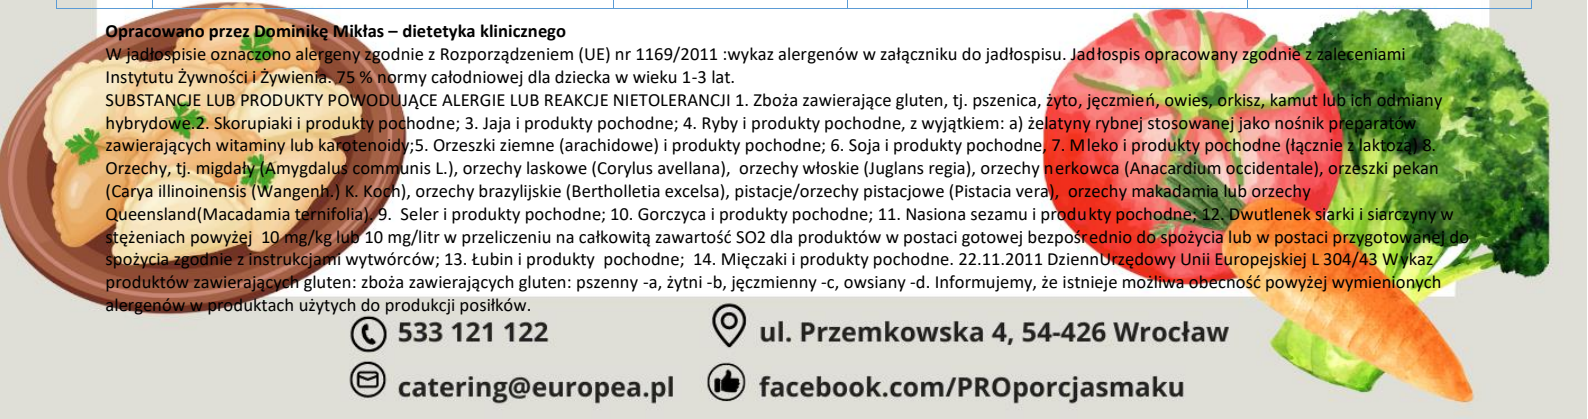 Opracowano przez Dominikę Mikłas – dietetyka klinicznego
W jadłospisie oznaczono alergeny zgodnie z Rozporządzeniem (UE) nr 1169/2011 :wykaz alergenów w załączniku do jadłospisu. Jadłospis opracowany zgodnie z zaleceniami
Instytutu Żywności i Żywienia. 75 % normy całodniowej dla dziecka w wieku 1-3 lat.
SUBSTANCJE LUB PRODUKTY POWODUJĄCE ALERGIE LUB REAKCJE NIETOLERANCJI 1. Zboża zawierające gluten, tj. pszenica, żyto, jęczmień, owies, orkisz, kamut lub ich odmiany
hybrydowe.2. Skorupiaki i produkty pochodne; 3. Jaja i produkty pochodne; 4. Ryby i produkty pochodne, z wyjątkiem: a) żelatyny rybnej stosowanej jako nośnik preparatów
zawierających witaminy lub karotenoidy;5. Orzeszki ziemne (arachidowe) i produkty pochodne; 6. Soja i produkty pochodne, 7. Mleko i produkty pochodne (łącznie z laktozą) 8.
Orzechy, tj. migdały (Amygdalus communis L.), orzechy laskowe (Corylus avellana), orzechy włoskie (Juglans regia), orzechy nerkowca (Anacardium occidentale), orzeszki pekan
(Carya illinoinensis (Wangenh.) K. Koch), orzechy brazylijskie (Bertholletia excelsa), pistacje/orzechy pistacjowe (Pistacia vera), orzechy makadamia lub orzechy
Queensland(Macadamia ternifolia). 9. Seler i produkty pochodne; 10. Gorczyca i produkty pochodne; 11. Nasiona sezamu i produkty pochodne; 12. Dwutlenek siarki i siarczyny w
stężeniach powyżej 10 mg/kg lub 10 mg/litr w przeliczeniu na całkowitą zawartość SO2 dla produktów w postaci gotowej bezpośrednio do spożycia lub w postaci przygotowanej do
spożycia zgodnie z instrukcjami wytwórców; 13. Łubin i produkty pochodne; 14. Mięczaki i produkty pochodne. 22.11.2011 DziennUrzędowy Unii Europejskiej L 304/43 Wykaz
produktów zawierających gluten: zboża zawierających gluten: pszenny -a, żytni -b, jęczmienny -c, owsiany -d. Informujemy, że istnieje możliwa obecność powyżej wymienionych
alergenów w produktach użytych do produkcji posiłków.
533 121 122
ul. Przemkowska 4, 54-426 Wrocław
catering@europea.pl
facebook.com/PROporcjasmaku